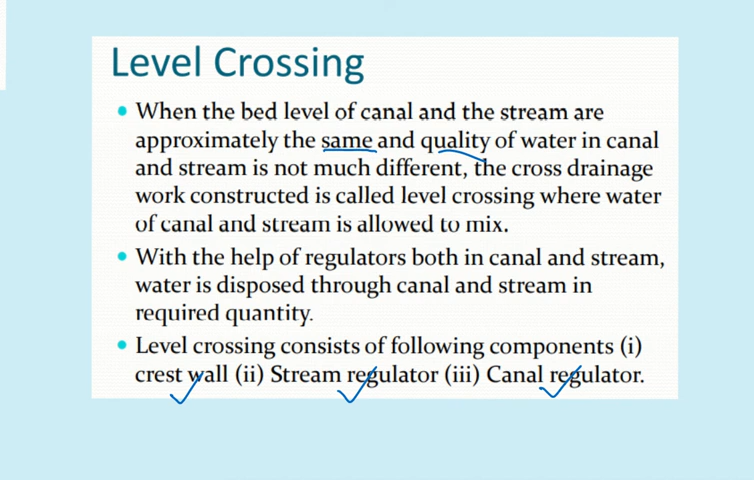 Level Crossing
• When the bed level of canal and the stream are
approximately the same and quality of water in canal
and stream is not much different, the cross drainage
work constructed is called level crossing where water
of canal and stream is allowed to mix.
• With the help of regulators both in canal and stream,
water is disposed through canal and stream in
required quantity.
• Level crossing consists of following components (i)
crest wall (ii) Stream regulator (iii) Canal regulator.